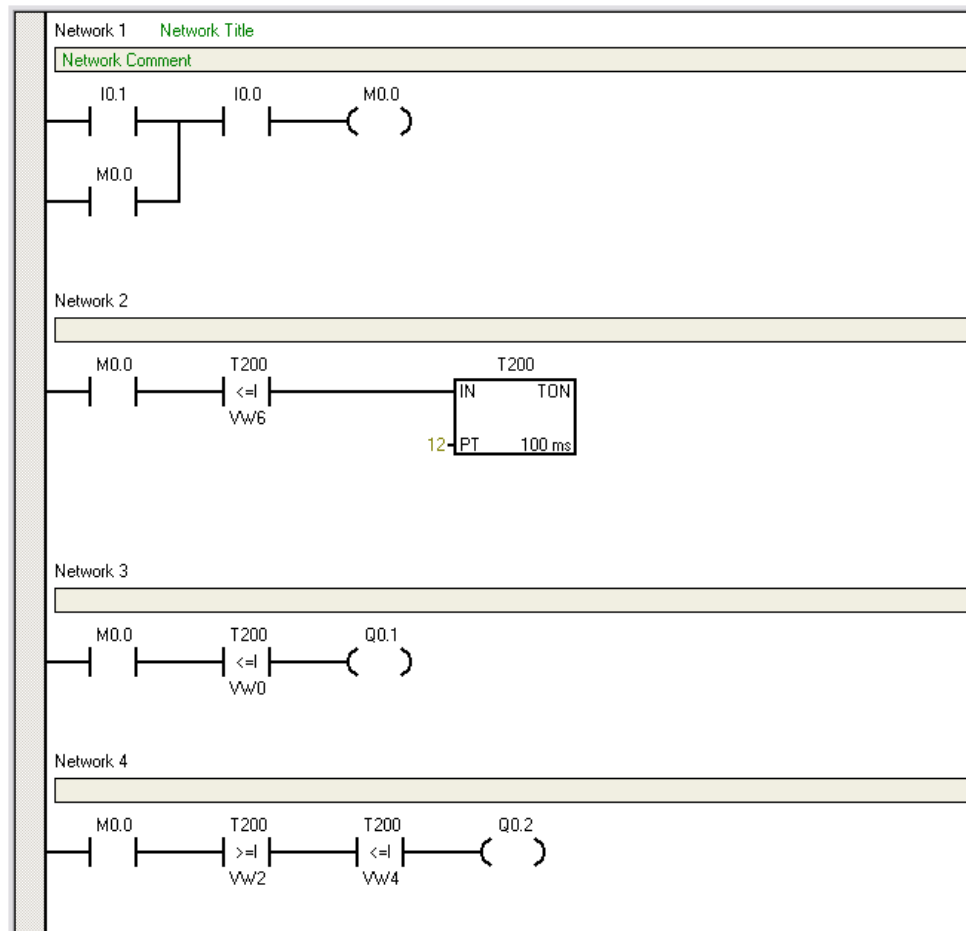 Network 1 Network Title
Network Comment
I0.1 I0.0 M0.0
M0.0
Network 2
M0.0 T200 T200
<=I IN TON
VW6
12 PT 100 ms
Network 3
M0.0 T200 Q0.1
<=I
VW0
Network 4
M0.0 T200 T200 Q0.2
>=I <=I
VW2 VW4